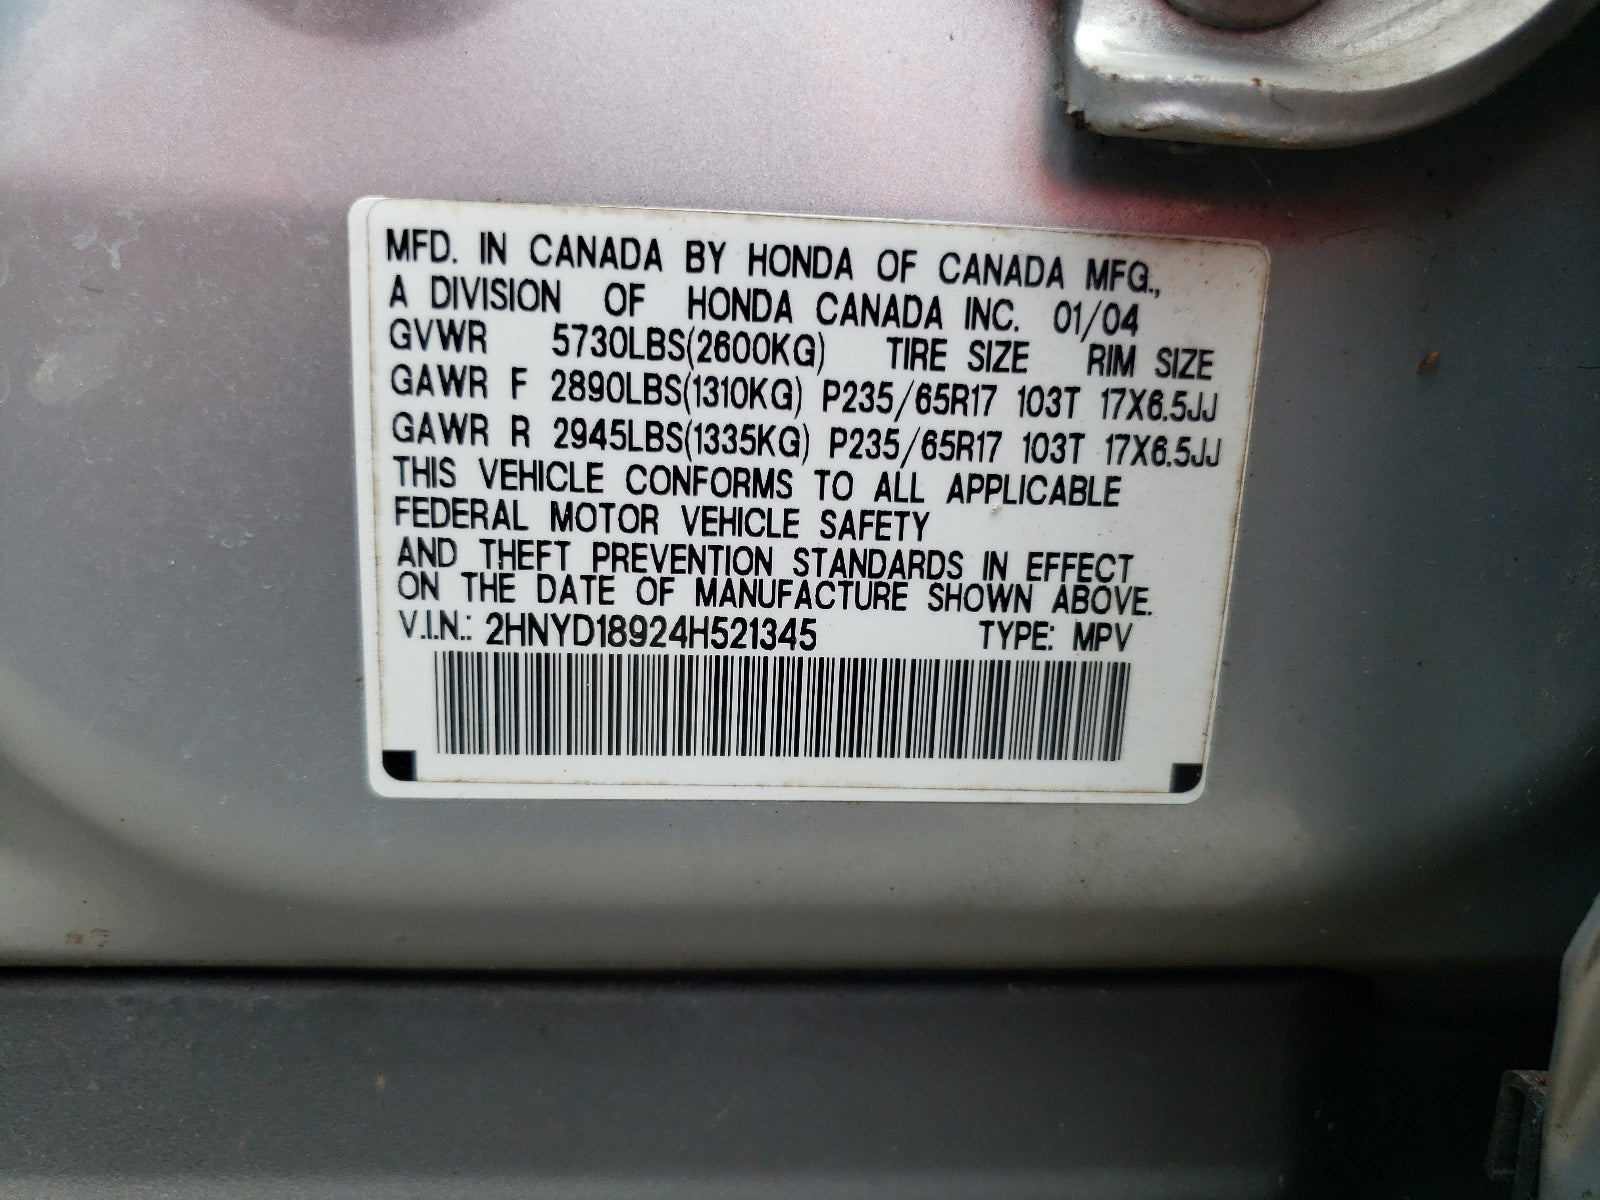 MFD. IN CANADA BY HONDA OF CANADA MFG.,
A DIVISION OF HONDA CANADA INC. 01/04
GVWR 5730LBS(2600KG) TIRE SIZE RIM SIZE
GAWR F 2890LBS(1310KG) P235/65R17 103T 17X6.5JJ
GAWR R 2945LBS(1335KG) P235/65R17 103T 17X6.5JJ
THIS VEHICLE CONFORMS TO ALL APPLICABLE
FEDERAL MOTOR VEHICLE SAFETY
AND THEFT PREVENTION STANDARDS IN EFFECT
ON THE DATE OF MANUFACTURE SHOWN ABOVE.
V.I.N.: 2HNYD18924H521345 TYPE: MPV